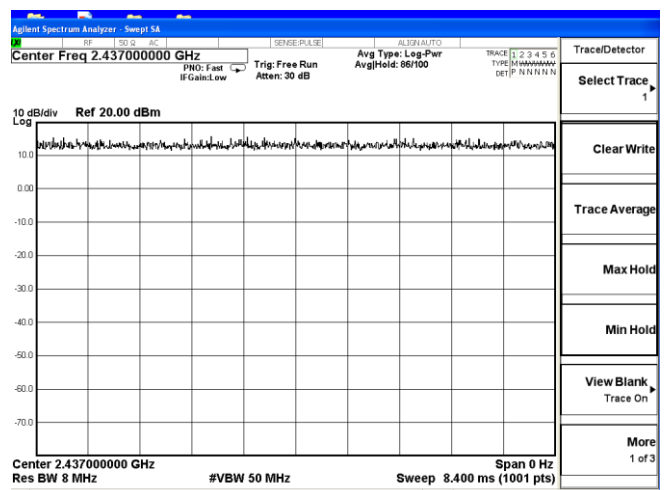 Agilent Spectrum Analyzer - Swept SA
RF 50 Ω AC SENSE:PULSE ALIGN AUTO
Center Freq 2.437000000 GHz
PNO: Fast
IFGain:Low
Trig: Free Run
Atten: 30 dB
Avg Type: Log-Pwr
Avg|Hold: 86/100
TRACE 1 2 3 4 5 6
TYPE M
DET P N N N N N
10 dB/div Ref 20.00 dBm
Log
10.0
0.00
-10.0
-20.0
-30.0
-40.0
-50.0
-60.0
-70.0
Center 2.437000000 GHz Span 0 Hz
Res BW 8 MHz #VBW 50 MHz Sweep 8.400 ms (1001 pts)
Trace/Detector
Select Trace
1
Clear Write
Trace Average
Max Hold
Min Hold
View Blank
Trace On
More
1 of 3